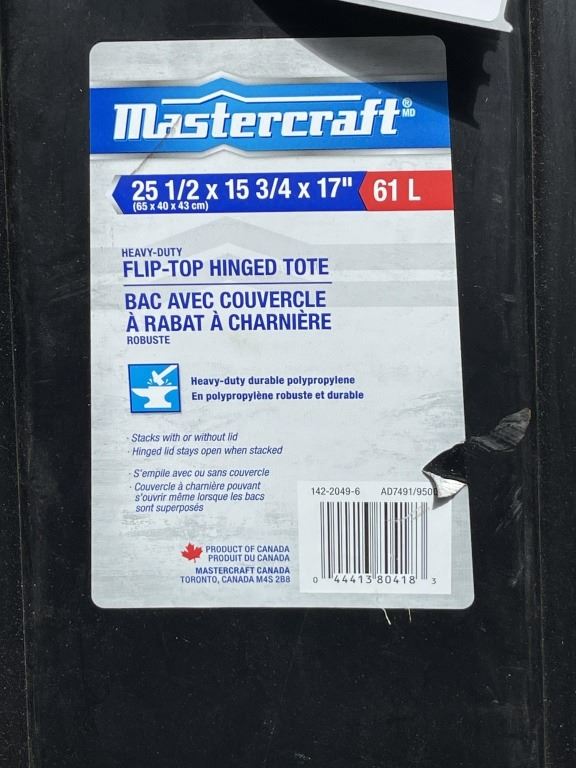 Mastercraft® MD
25 1/2 x 15 3/4 x 17" 61 L
(65 x 40 x 43 cm)
HEAVY-DUTY
FLIP-TOP HINGED TOTE
BAC AVEC COUVERCLE
À RABAT À CHARNIÈRE
ROBUSTE
Heavy-duty durable polypropylene
En polypropylène robuste et durable
· Stacks with or without lid
· Hinged lid stays open when stacked
· S'empile avec ou sans couvercle
· Couvercle à charnière pouvant
s'ouvrir même lorsque les bacs
sont superposés
142-2049-6
0 44413 80418 3
PRODUCT OF CANADA
PRODUIT DU CANADA
MASTERCRAFT CANADA
TORONTO, CANADA M4S 2B8